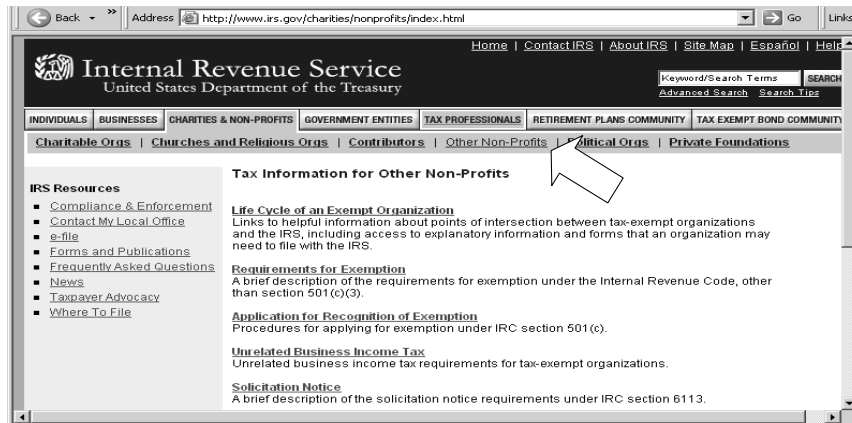 Back » Address http://www.irs.gov/charities/nonprofits/index.html Go Links
Home | Contact IRS | About IRS | Site Map | Español | Help
Internal Revenue Service
United States Department of the Treasury
Keyword/Search Terms SEARCH
Advanced Search Search Tips
INDIVIDUALS BUSINESSES CHARITIES & NON-PROFITS GOVERNMENT ENTITIES TAX PROFESSIONALS RETIREMENT PLANS COMMUNITY TAX EXEMPT BOND COMMUNITY
Charitable Orgs | Churches and Religious Orgs | Contributors | Other Non-Profits | Political Orgs | Private Foundations
IRS Resources
Compliance & Enforcement
Contact My Local Office
e-file
Forms and Publications
Frequently Asked Questions
News
Taxpayer Advocacy
Where To File
Tax Information for Other Non-Profits
Life Cycle of an Exempt Organization
Links to helpful information about points of intersection between tax-exempt organizations
and the IRS, including access to explanatory information and forms that an organization may
need to file with the IRS.
Requirements for Exemption
A brief description of the requirements for exemption under the Internal Revenue Code, other
than section 501(c)(3).
Application for Recognition of Exemption
Procedures for applying for exemption under IRC section 501(c).
Unrelated Business Income Tax
Unrelated business income tax requirements for tax-exempt organizations.
Solicitation Notice
A brief description of the solicitation notice requirements under IRC section 6113.